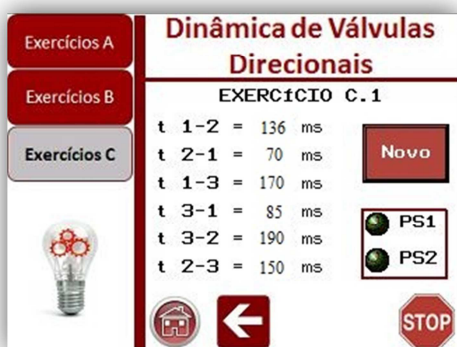 Exercícios A
Exercícios B
Exercícios C
Dinâmica de Válvulas
Direcionais
EXERCíCIO C.1
t 1-2 = 136 ms
t 2-1 = 70 ms
t 1-3 = 170 ms
t 3-1 = 85 ms
t 3-2 = 190 ms
t 2-3 = 150 ms
Novo
PS1
PS2
STOP